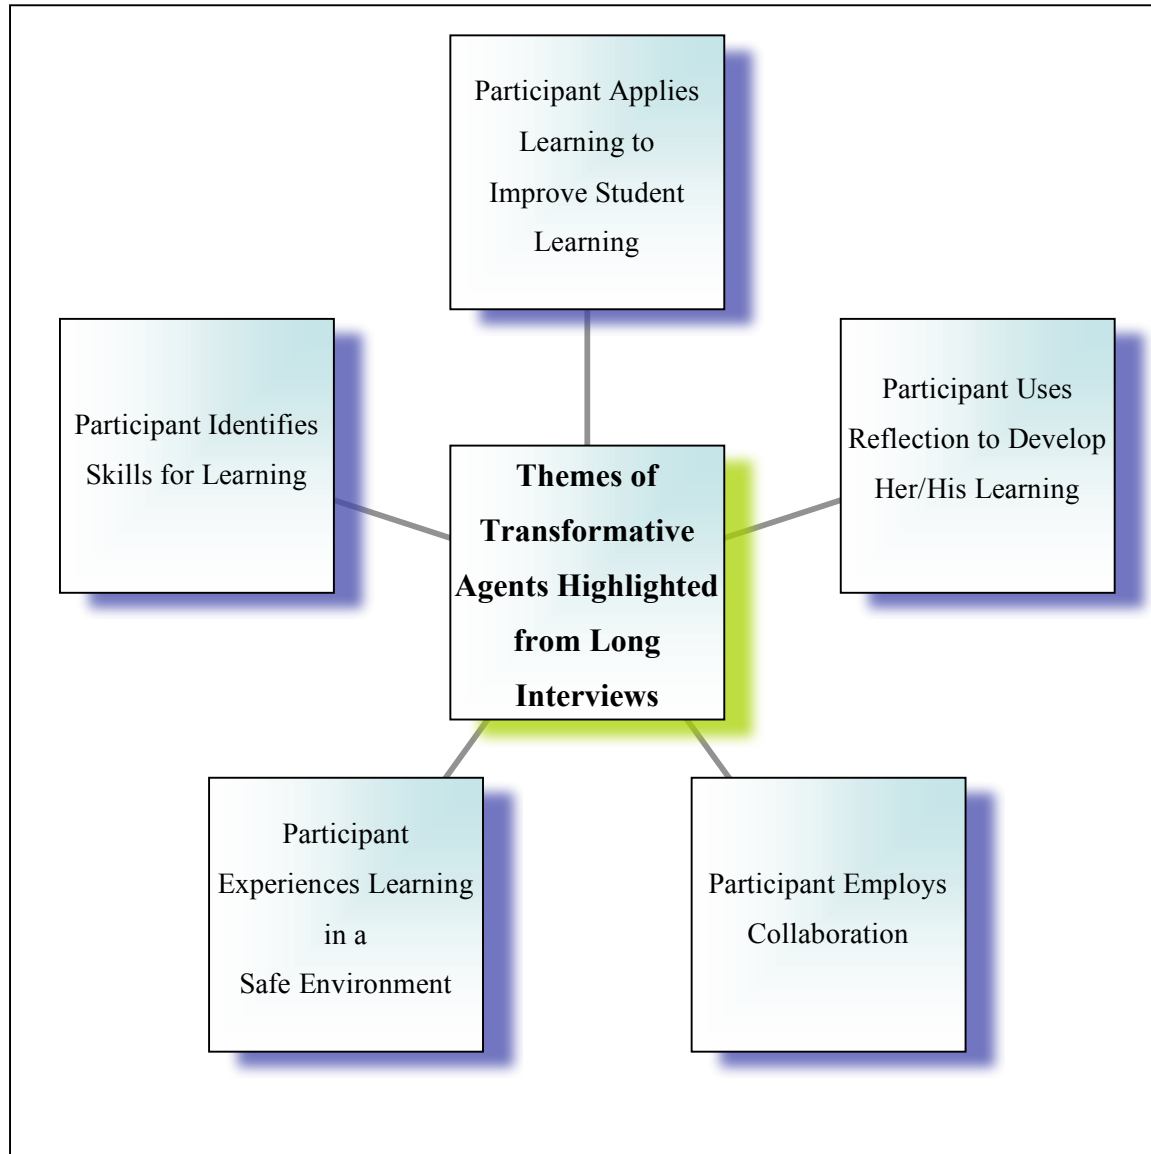 Participant Applies
Learning to
Improve Student
Learning
Participant Identifies
Skills for Learning
Participant Uses
Reflection to Develop
Her/His Learning
Themes of
Transformative
Agents Highlighted
from Long
Interviews
Participant
Experiences Learning
in a
Safe Environment
Participant Employs
Collaboration